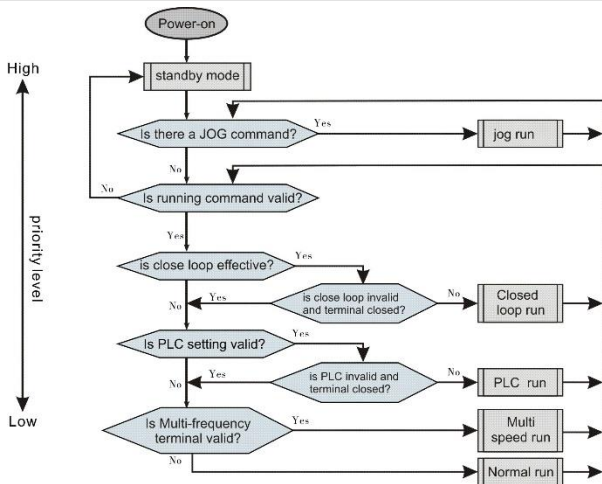 Power-on
High
standby mode
Is there a JOG command?
Yes
jog run
No
No
Is running command valid?
Yes
priority level
is close loop effective?
Yes
No
Yes
is close loop invalid
and terminal closed?
No
Closed
loop run
Is PLC setting valid?
Yes
No
Yes
is PLC invalid and
terminal closed?
No
PLC run
Low
Is Multi-frequency
terminal valid?
Yes
Multi
speed run
No
Normal run